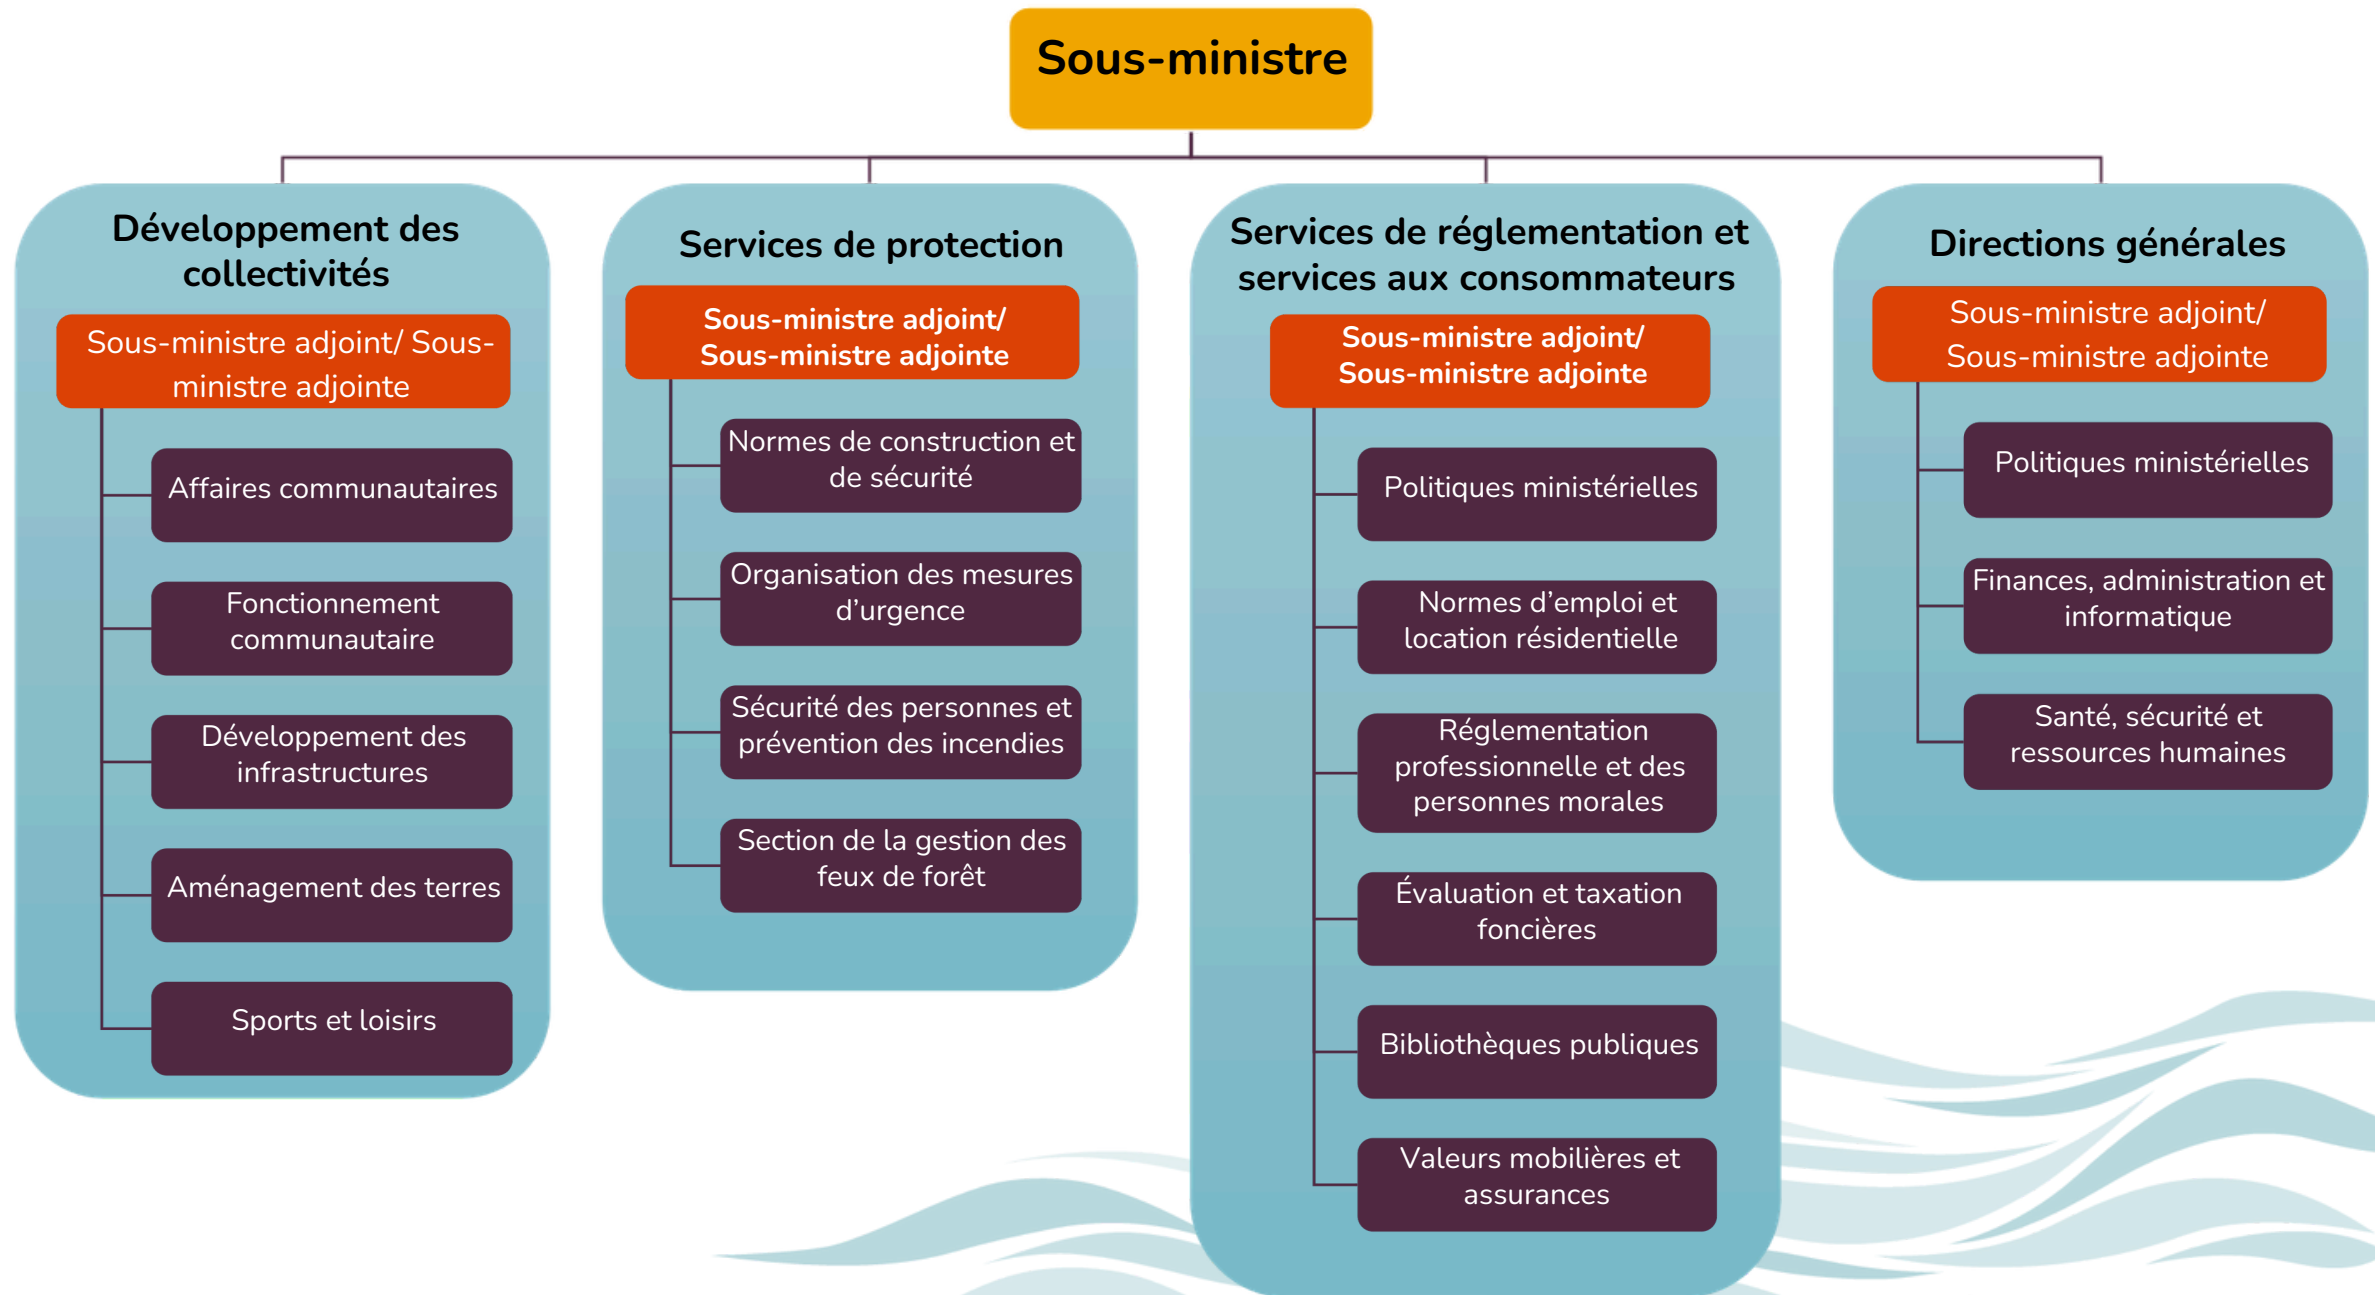 Sous-ministre
Développement des
collectivités
Sous-ministre adjoint/ Sous-
ministre adjointe
Affaires communautaires
Fonctionnement
communautaire
Développement des
infrastructures
Aménagement des terres
Sports et loisirs
Services de protection
Sous-ministre adjoint/
Sous-ministre adjointe
Normes de construction et
de sécurité
Organisation des mesures
d’urgence
Sécurité des personnes et
prévention des incendies
Section de la gestion des
feux de forêt
Services de réglementation et
services aux consommateurs
Sous-ministre adjoint/
Sous-ministre adjointe
Politiques ministérielles
Normes d’emploi et
location résidentielle
Réglementation
professionnelle et des
personnes morales
Évaluation et taxation
foncières
Bibliothèques publiques
Valeurs mobilières et
assurances
Directions générales
Sous-ministre adjoint/
Sous-ministre adjointe
Politiques ministérielles
Finances, administration et
informatique
Santé, sécurité et
ressources humaines